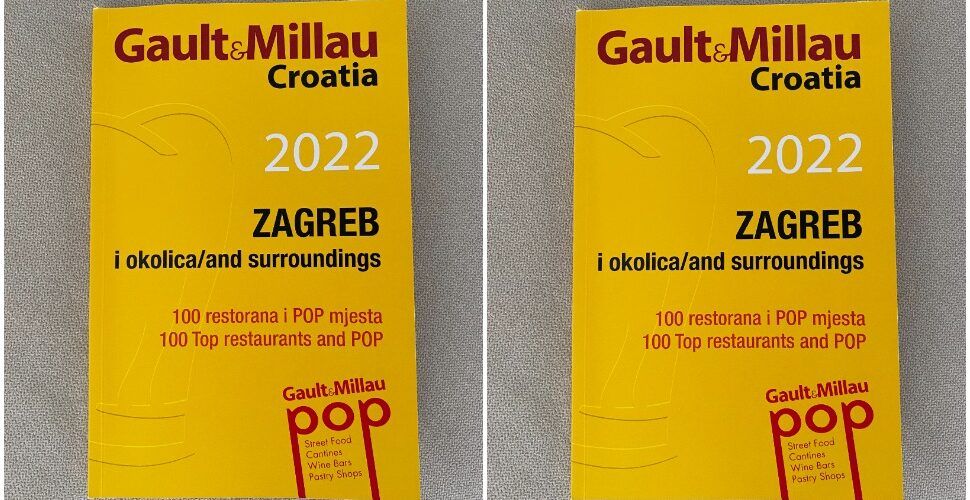 Gault&Millau
Croatia
2022
ZAGREB
i okolica/and surroundings
100 restorana i POP mjesta
100 Top restaurants and POP
Gault&Millau
pop
Street Food
Cantines
Wine Bars
Pastry Shops
Gault&Millau
Croatia
2022
ZAGREB
i okolica/and surroundings
100 restorana i POP mjesta
100 Top restaurants and POP
Gault&Millau
pop
Street Food
Cantines
Wine Bars
Pastry Shops